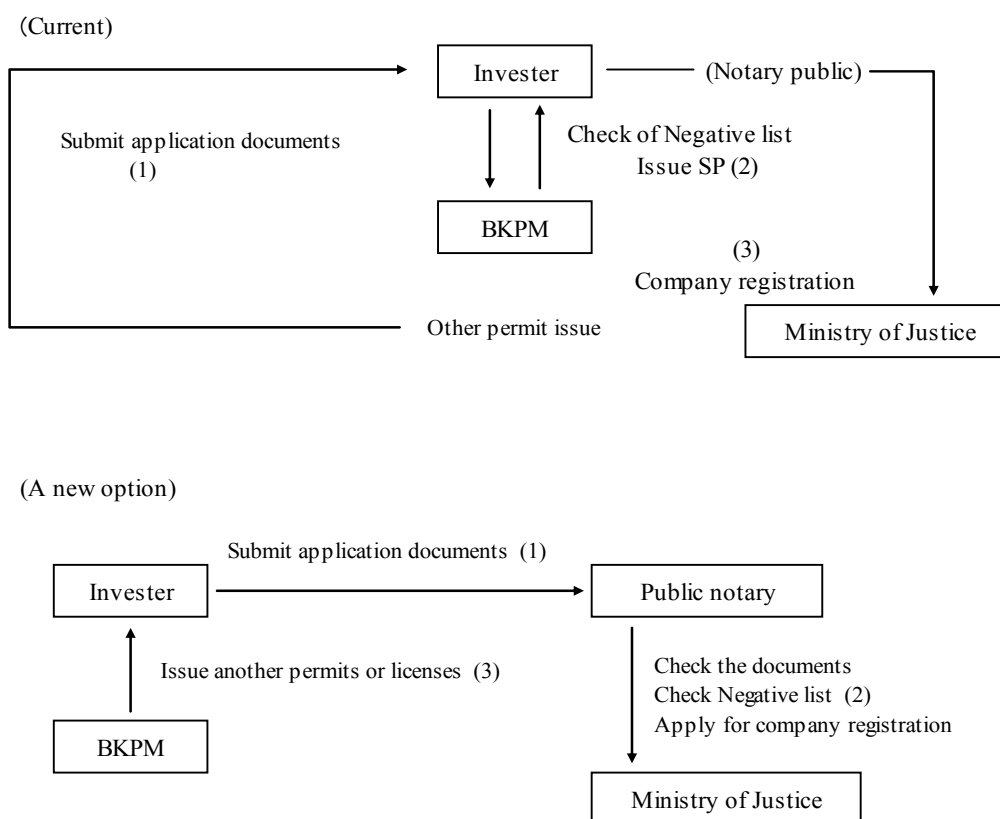 (Current)
Invester
(Notary public)
Submit application documents
(1)
Check of Negative list
Issue SP (2)
BKPM
(3)
Company registration
Other permit issue
Ministry of Justice
(A new option)
Submit application documents (1)
Invester
Public notary
Issue another permits or licenses (3)
Check the documents
Check Negative list (2)
Apply for company registration
BKPM
Ministry of Justice